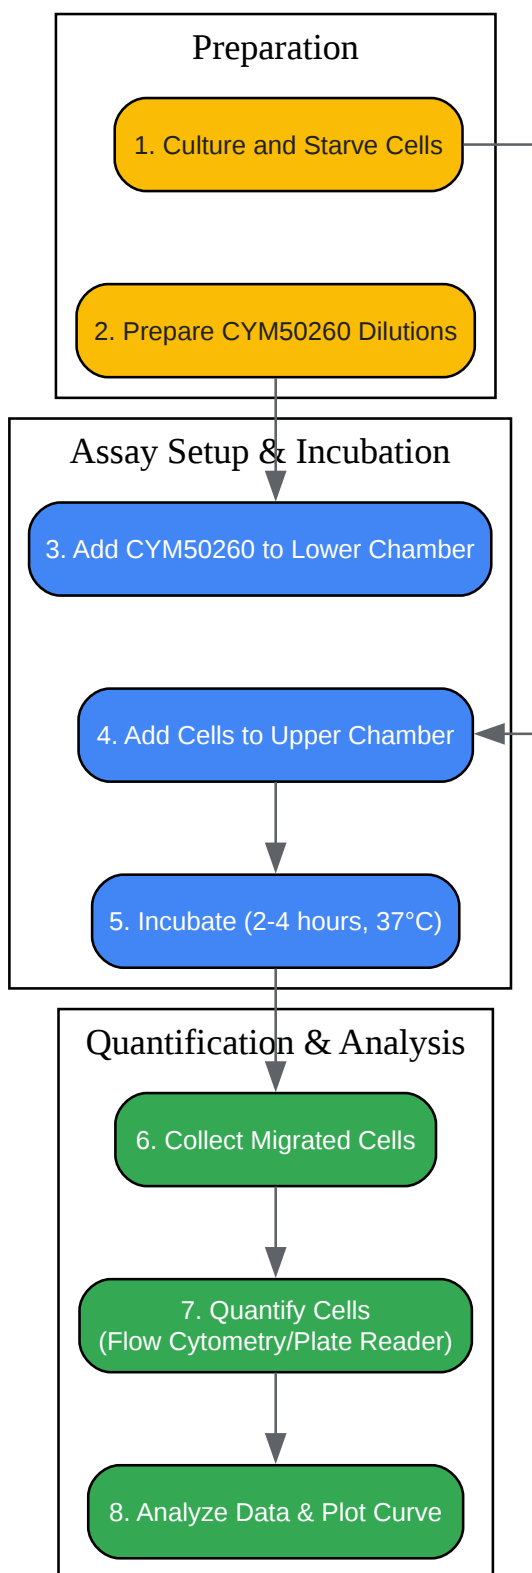 Preparation
1. Culture and Starve Cells
2. Prepare CYM50260 Dilutions
Assay Setup & Incubation
3. Add CYM50260 to Lower Chamber
4. Add Cells to Upper Chamber
5. Incubate (2-4 hours, 37°C)
Quantification & Analysis
6. Collect Migrated Cells
7. Quantify Cells
(Flow Cytometry/Plate Reader)
8. Analyze Data & Plot Curve